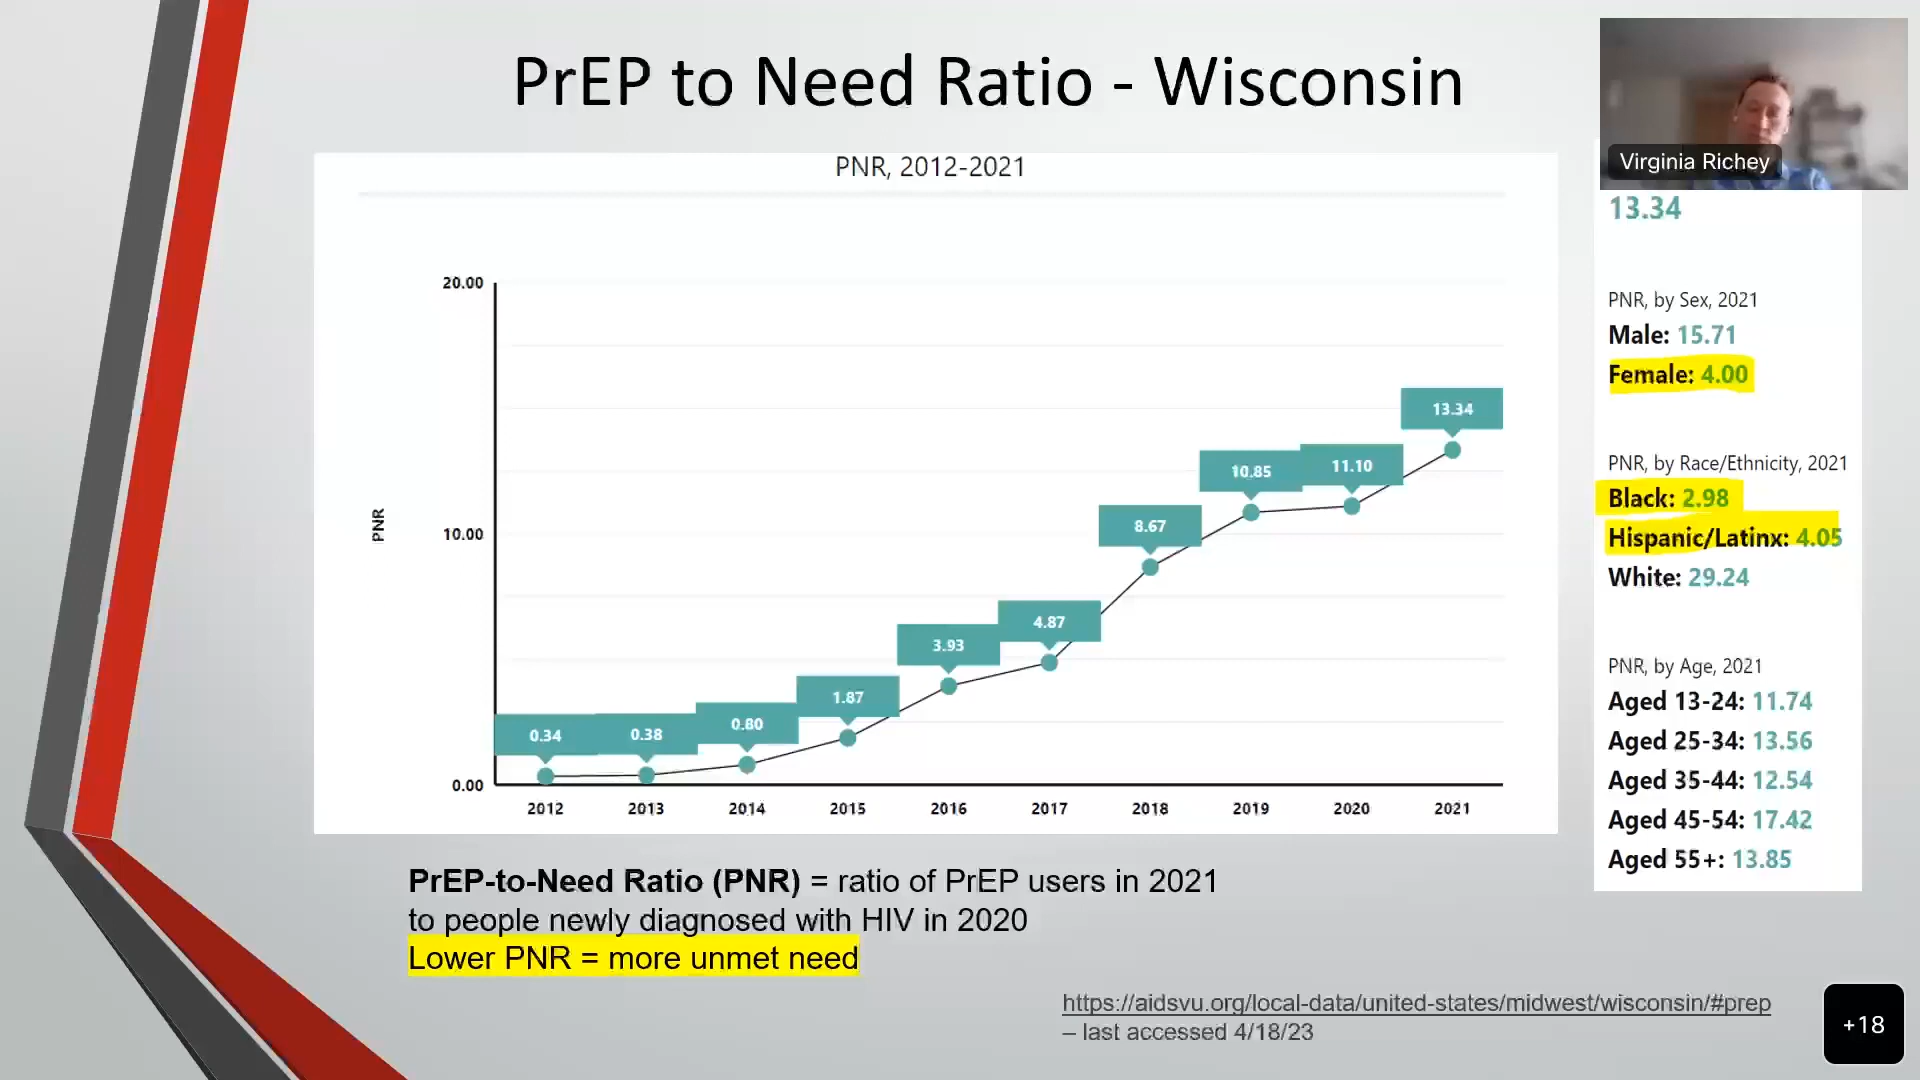 PrEP to Need Ratio - Wisconsin
Virginia Richey
PNR, 2012-2021
20.00
10.00
0.00
PNR
0.34
0.38
0.80
1.87
3.93
4.87
8.67
10.85
11.10
13.34
2012 2013 2014 2015 2016 2017 2018 2019 2020 2021
13.34
PNR, by Sex, 2021
Male: 15.71
Female: 4.00
PNR, by Race/Ethnicity, 2021
Black: 2.98
Hispanic/Latinx: 4.05
White: 29.24
PNR, by Age, 2021
Aged 13-24: 11.74
Aged 25-34: 13.56
Aged 35-44: 12.54
Aged 45-54: 17.42
Aged 55+: 13.85
PrEP-to-Need Ratio (PNR) = ratio of PrEP users in 2021
to people newly diagnosed with HIV in 2020
Lower PNR = more unmet need
https://aidsvu.org/local-data/united-states/midwest/wisconsin/#prep
– last accessed 4/18/23
+18